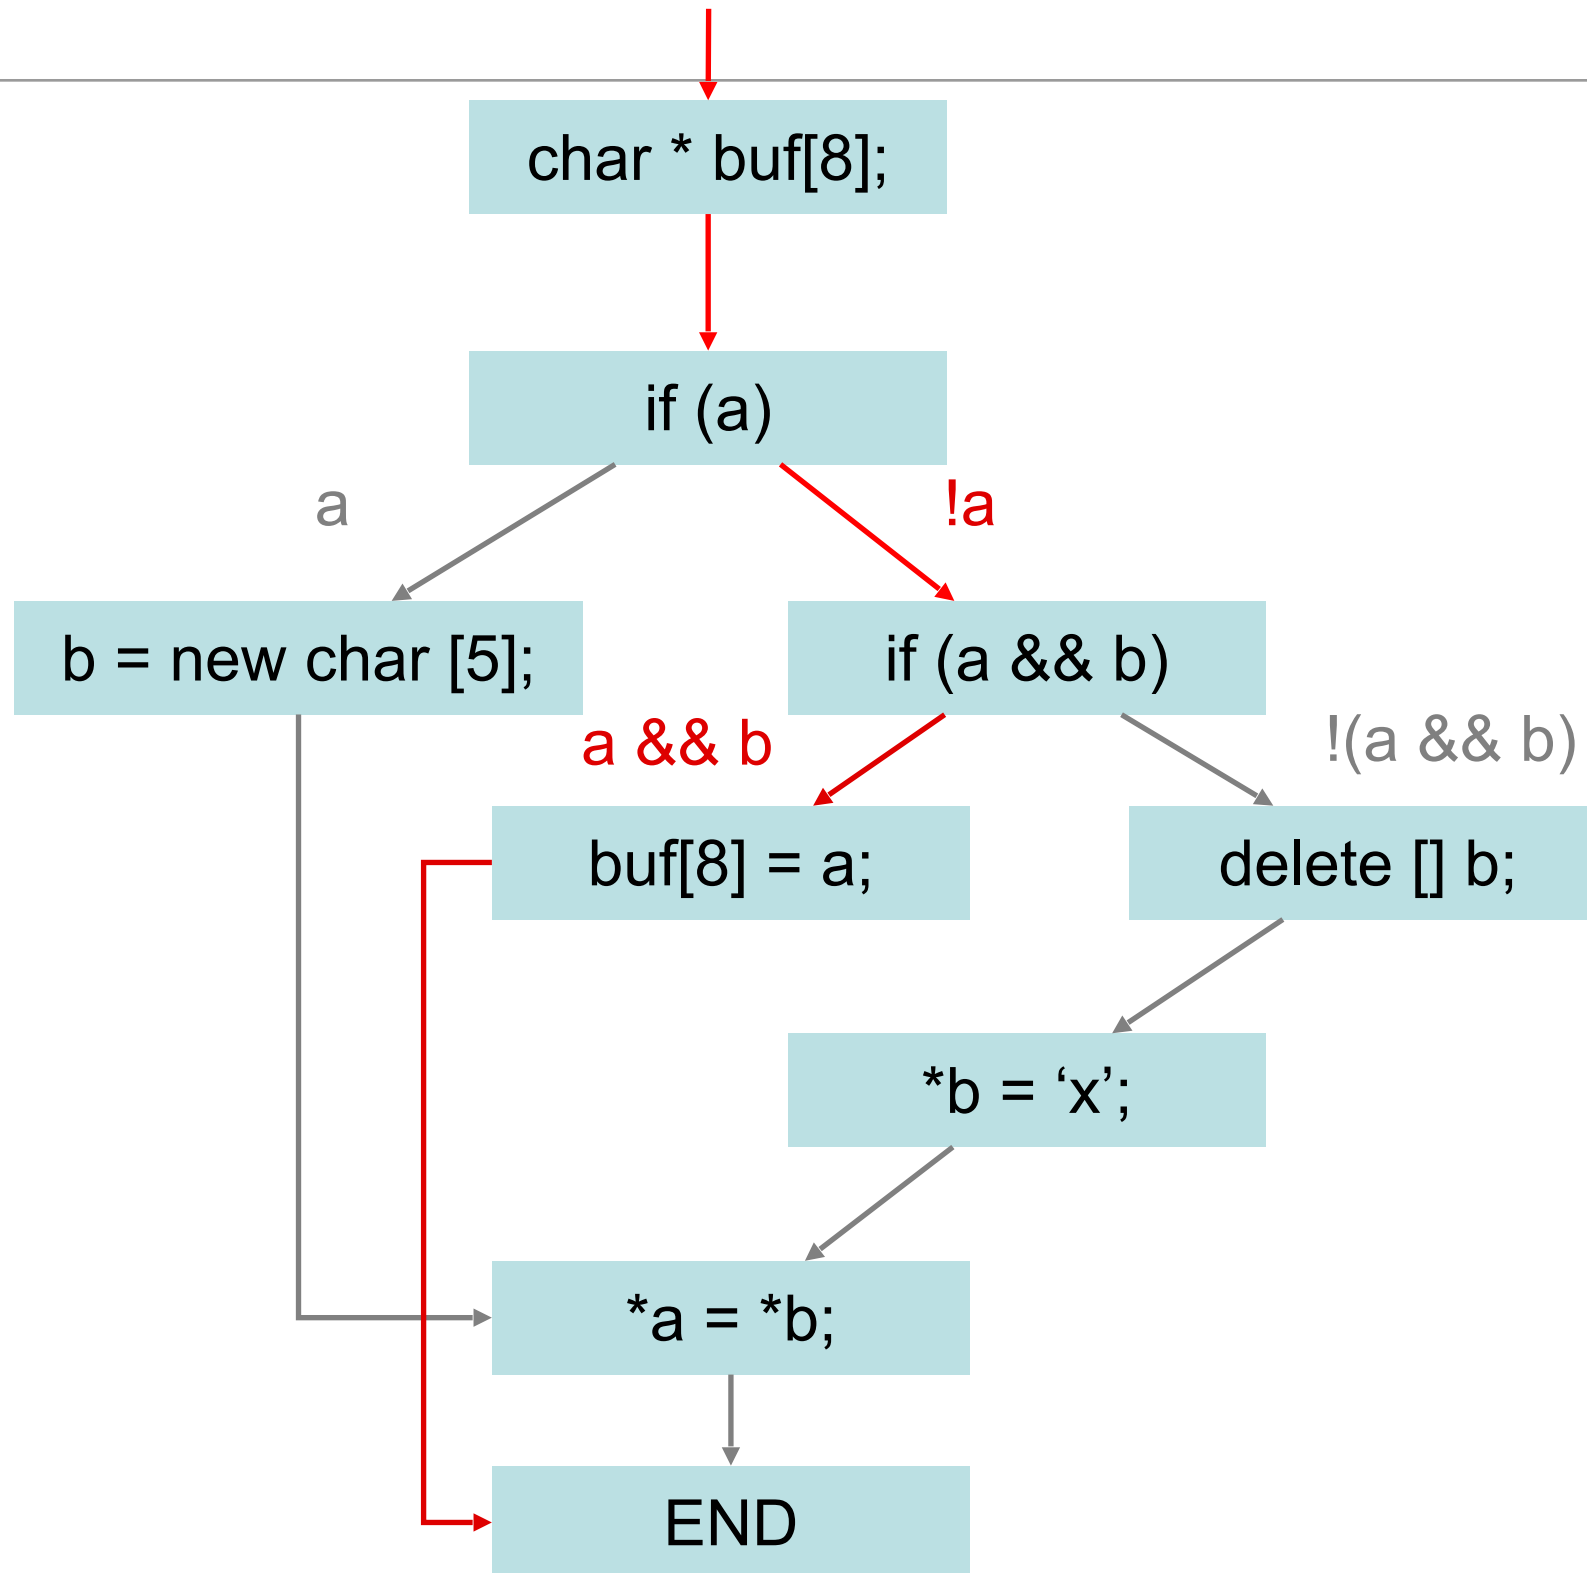 char * buf[8];
if (a)
a
!a
b = new char [5];
if (a && b)
a && b
!(a && b)
buf[8] = a;
delete [] b;
*b = ‘x’;
*a = *b;
END